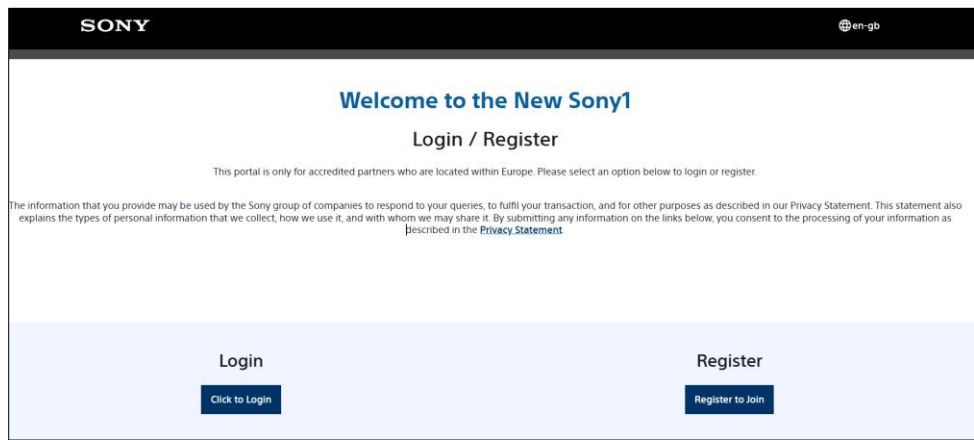 SONY
en-gb
Welcome to the New Sony1
Login / Register
This portal is only for accredited partners who are located within Europe. Please select an option below to login or register.
The information that you provide may be used by the Sony group of companies to respond to your queries, to fulfil your transaction, and for other purposes as described in our Privacy Statement. This statement also
explains the types of personal information that we collect, how we use it, and with whom we may share it. By submitting any information on the links below, you consent to the processing of your information as
described in the Privacy Statement.
Login
Register
Click to Login
Register to Join